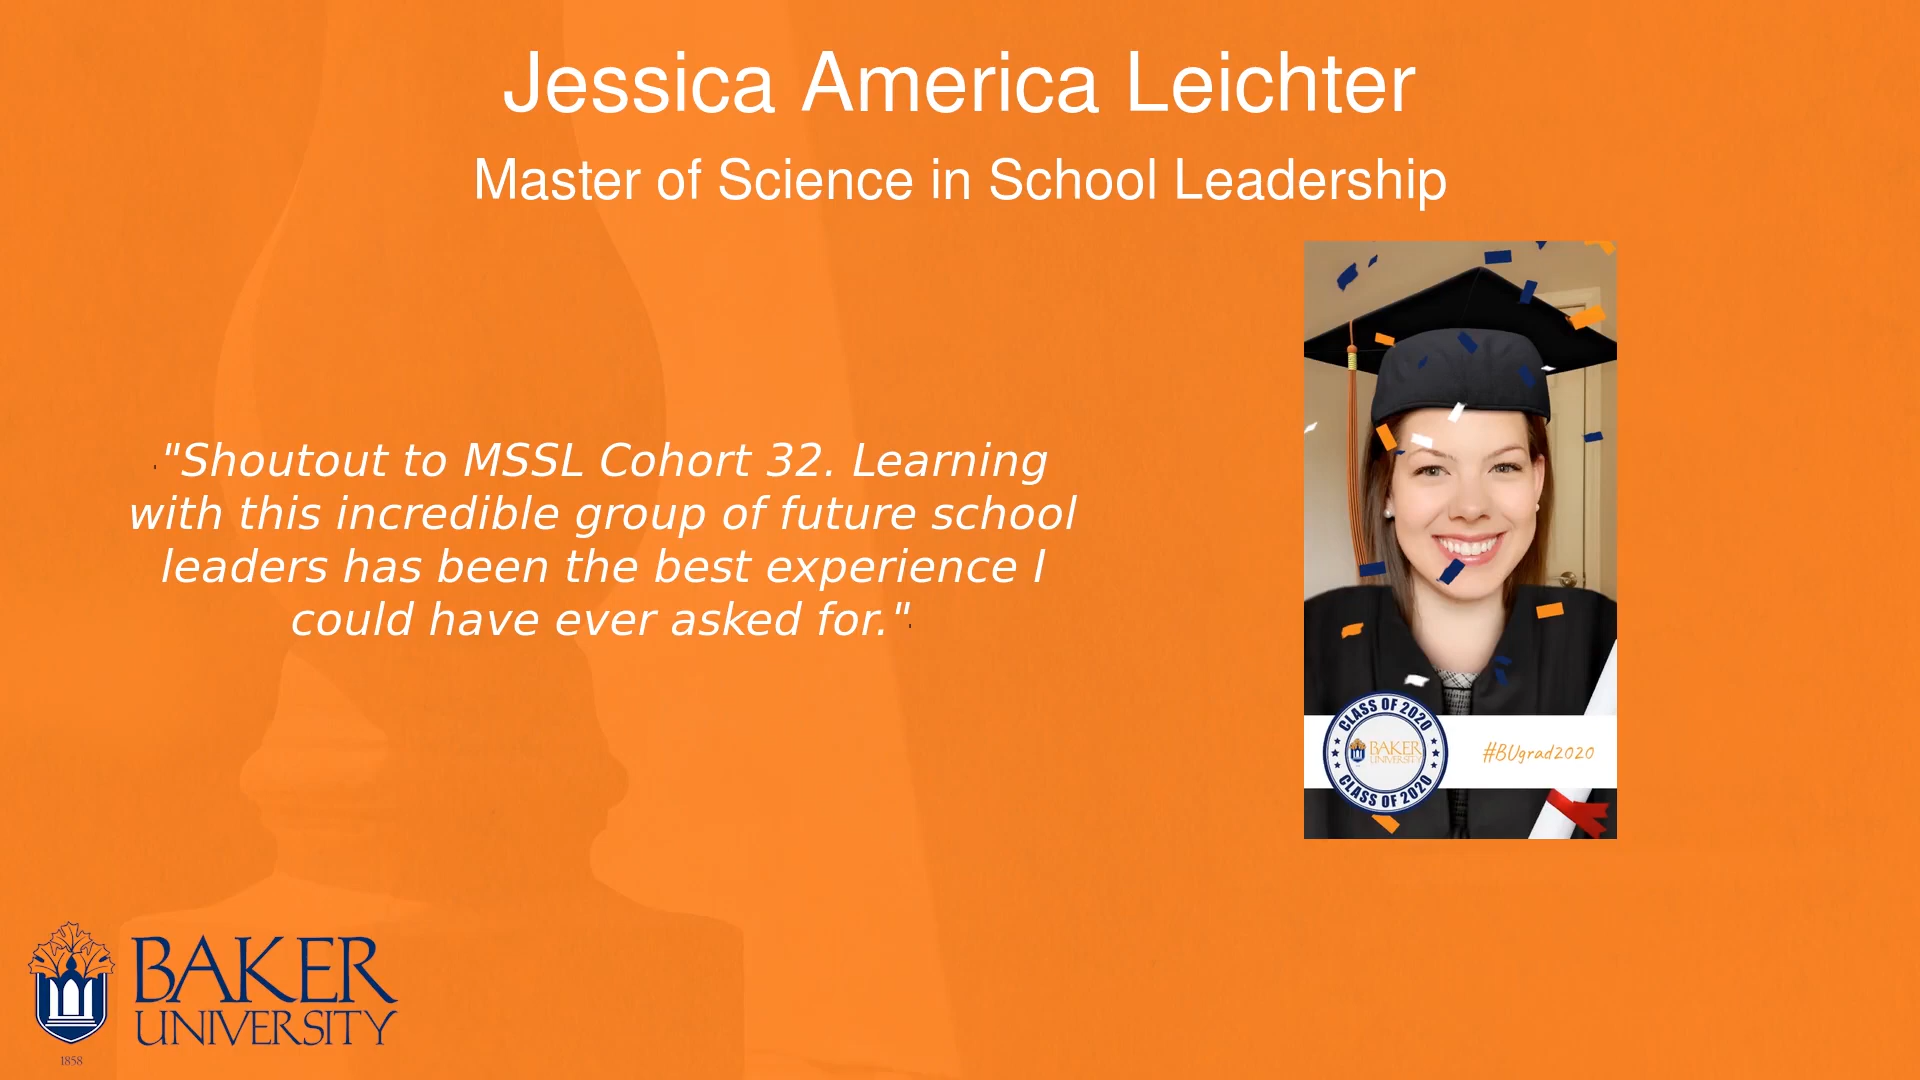 Jessica America Leichter
Master of Science in School Leadership
"Shoutout to MSSL Cohort 32. Learning
with this incredible group of future school
leaders has been the best experience I
could have ever asked for."
CLASS OF 2020
BAKER
UNIVERSITY
CLASS OF 2020
#BUgrad2020
BAKER
UNIVERSITY
1858